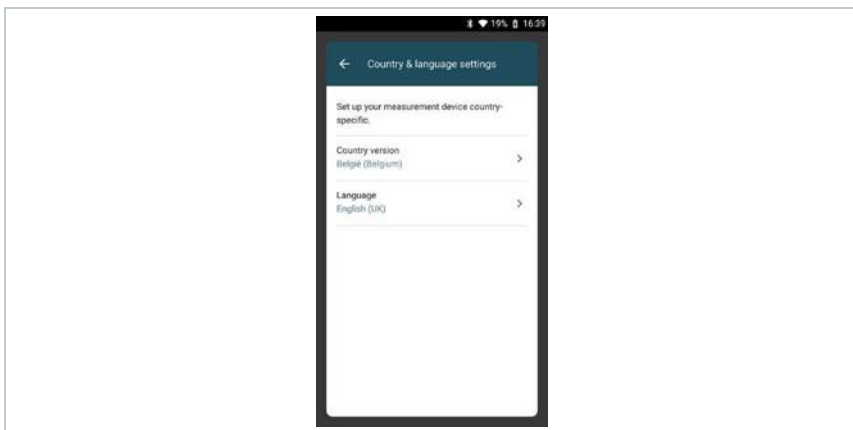 19% 16:39
Country & language settings
Set up your measurement device country-
specific.
Country version
België (Belgium)
Language
English (UK)